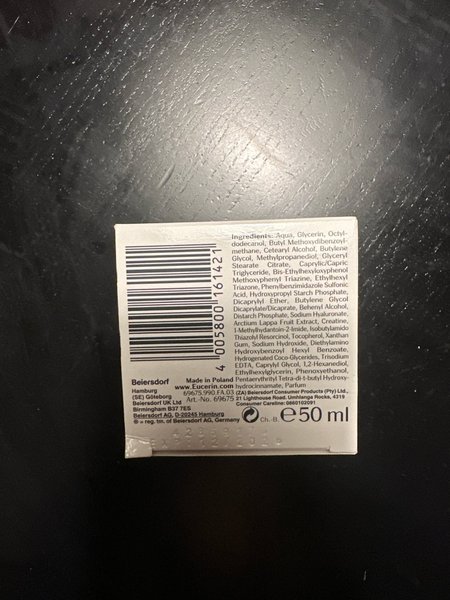 Ingredients: Aqua, Glycerin, Octyl-
dodecanol, Butyl Methoxydibenzoyl-
methane, Cetearyl Alcohol, Butylene
Glycol, Methylpropanediol, Glyceryl
Stearate Citrate, Caprylic/Capric
Triglyceride, Bis-Ethylhexyloxyphenol
Methoxyphenyl Triazine, Ethylhexyl
Triazone, Phenylbenzimidazole Sulfonic
Acid, Hydroxypropyl Starch Phosphate,
Dicaprylyl Ether, Butylene Glycol
Dicaprylate/Dicaprate, Behenyl Alcohol,
Distarch Phosphate, Sodium Hyaluronate,
Arctium Lappa Fruit Extract, Creatine,
1-Methylhydantoin-2-Imide, Isobutylamido
Thiazolyl Resorcinol, Tocopherol, Xanthan
Gum, Sodium Hydroxide, Diethylamino
Hydroxybenzoyl Hexyl Benzoate,
Hydrogenated Coco-Glycerides, Trisodium
EDTA, Caprylyl Glycol, 1,2-Hexanediol,
Ethylhexylglycerin, Phenoxyethanol,
Pentaerythrityl Tetra-di-t-butyl Hydroxy-
hydrocinnamate, Parfum
(ZA) Beiersdorf Consumer Products (Pty) Ltd.,
21 Lighthouse Road, Umhlanga Rocks, 4319
Consumer Careline: 0860102091
4 005800 161421
Beiersdorf
Hamburg
(SE) Göteborg
Beiersdorf UK Ltd
Birmingham B37 7ES
Beiersdorf AG, D-20245 Hamburg
® = reg. tm. of Beiersdorf AG, Germany
Made in Poland
www.Eucerin.com
69675.990.FA.03
Art.-No. 69675
Ch.-B. ℮ 50 ml